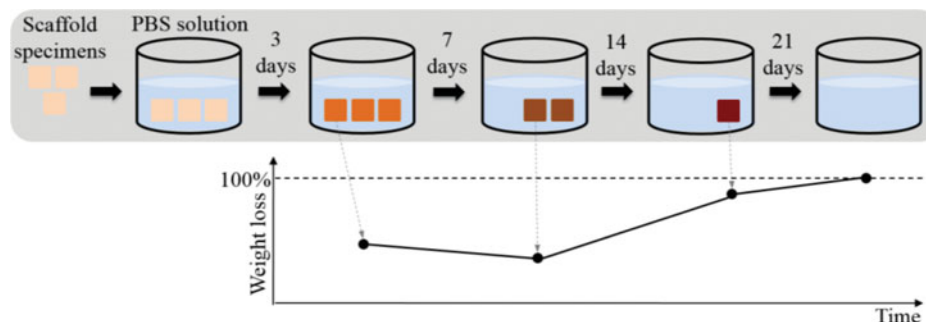 Scaffold
specimens
PBS solution
3
days
7
days
14
days
21
days
100%
Weight loss
Time